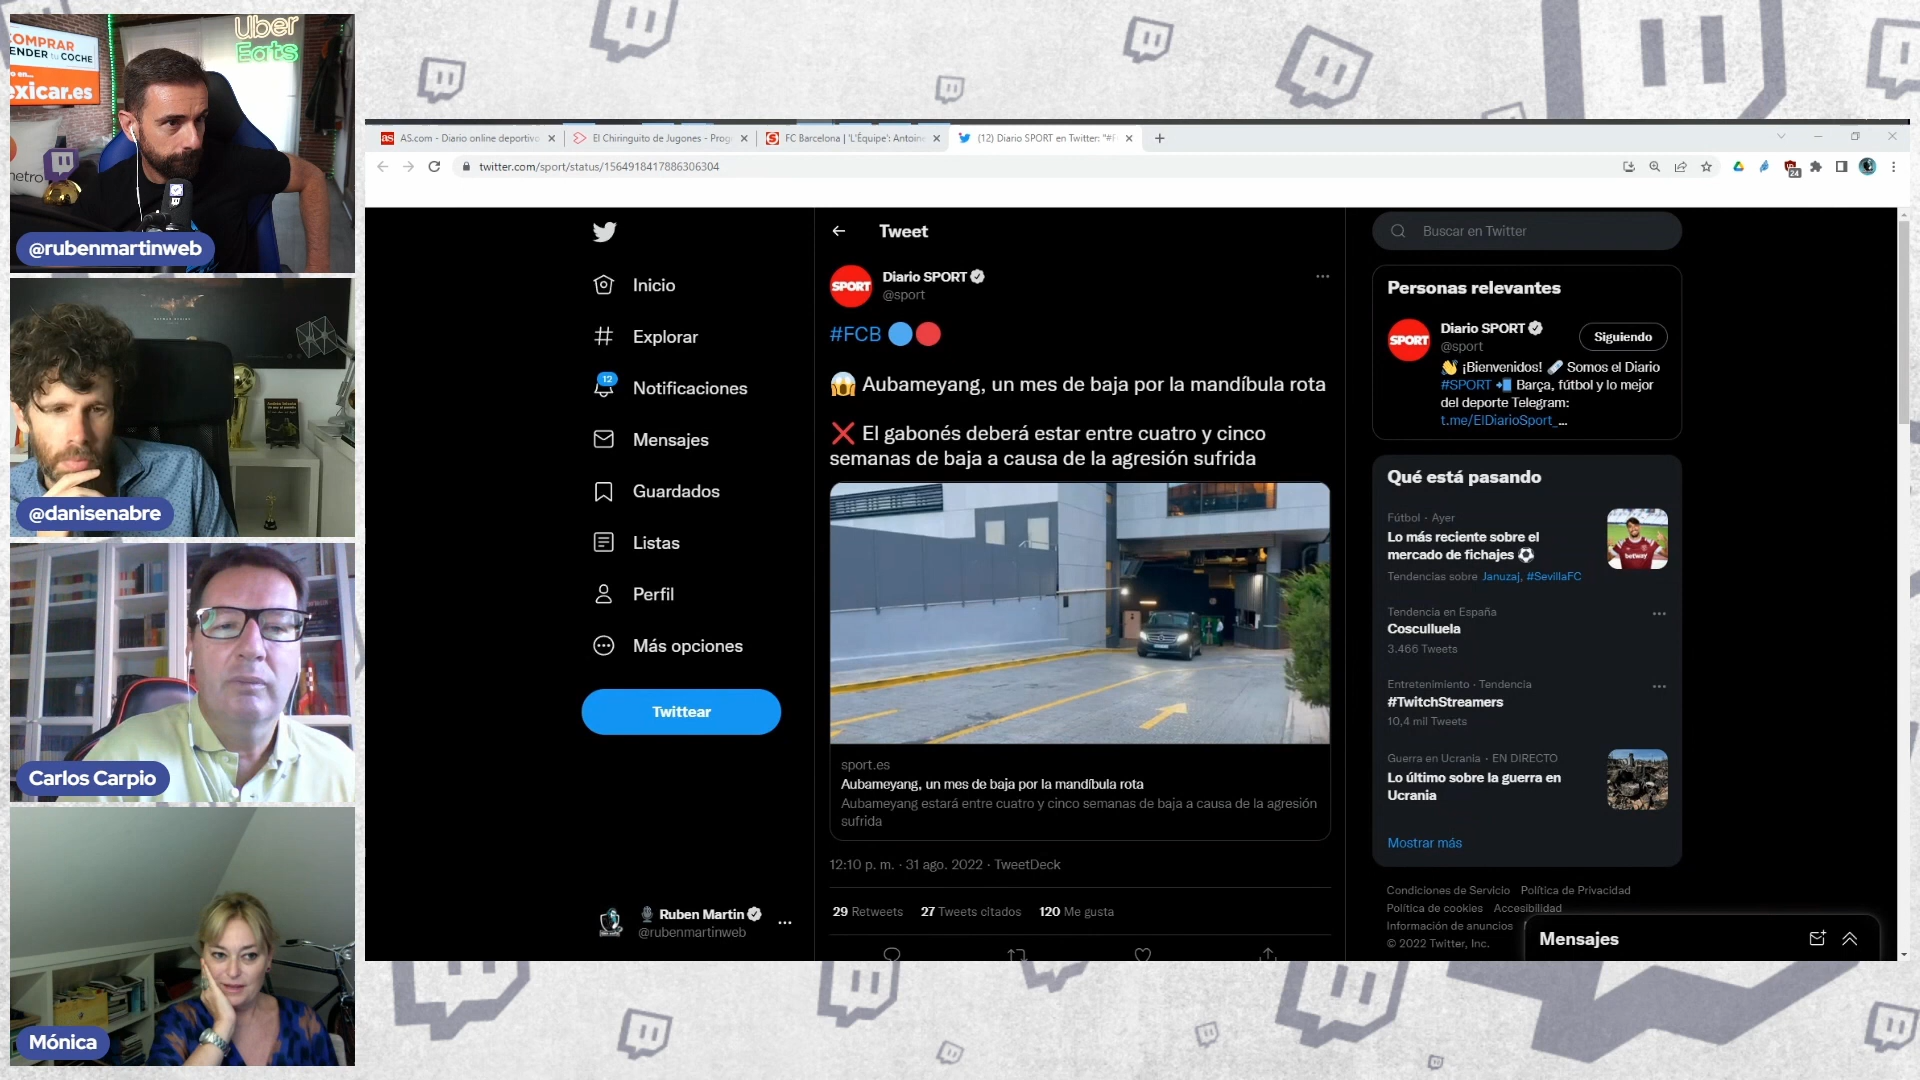 COMPRAR
ENDER tu COCHE
o en...
exicar.es
Uber
Eats
metro
@rubenmartinweb
@danisenabre
Carlos Carpio
Mónica
as AS.com - Diario online deportivo
El Chiringuito de Jugones - Prog
FC Barcelona | 'L'Équipe': Antoine
(12) Diario SPORT en Twitter: "#F
twitter.com/sport/status/1564918417886306304
24
Inicio
Explorar
12
Notificaciones
Mensajes
Guardados
Listas
Perfil
Más opciones
Twittear
Ruben Martin
@rubenmartinweb
Tweet
SPORT
Diario SPORT
@sport
#FCB 🔵🔴
😱 Aubameyang, un mes de baja por la mandíbula rota
❌ El gabonés deberá estar entre cuatro y cinco
semanas de baja a causa de la agresión sufrida
sport.es
Aubameyang, un mes de baja por la mandíbula rota
Aubameyang estará entre cuatro y cinco semanas de baja a causa de la agresión
sufrida
12:10 p. m. · 31 ago. 2022 · TweetDeck
29 Retweets 27 Tweets citados 120 Me gusta
Buscar en Twitter
Personas relevantes
SPORT
Diario SPORT
@sport
Siguiendo
👋 ¡Bienvenidos! 🗞 Somos el Diario
#SPORT 📲 Barça, fútbol y lo mejor
del deporte Telegram:
t.me/ElDiarioSport_...
Qué está pasando
Fútbol · Ayer
Lo más reciente sobre el
mercado de fichajes ⚽
Tendencias sobre Januzaj, #SevillaFC
betway
Tendencia en España
Cosculluela
3.466 Tweets
Entretenimiento · Tendencia
#TwitchStreamers
10,4 mil Tweets
Guerra en Ucrania · EN DIRECTO
Lo último sobre la guerra en
Ucrania
Mostrar más
Condiciones de Servicio Política de Privacidad
Política de cookies Accesibilidad
Información de anuncios
© 2022 Twitter, Inc.
Mensajes